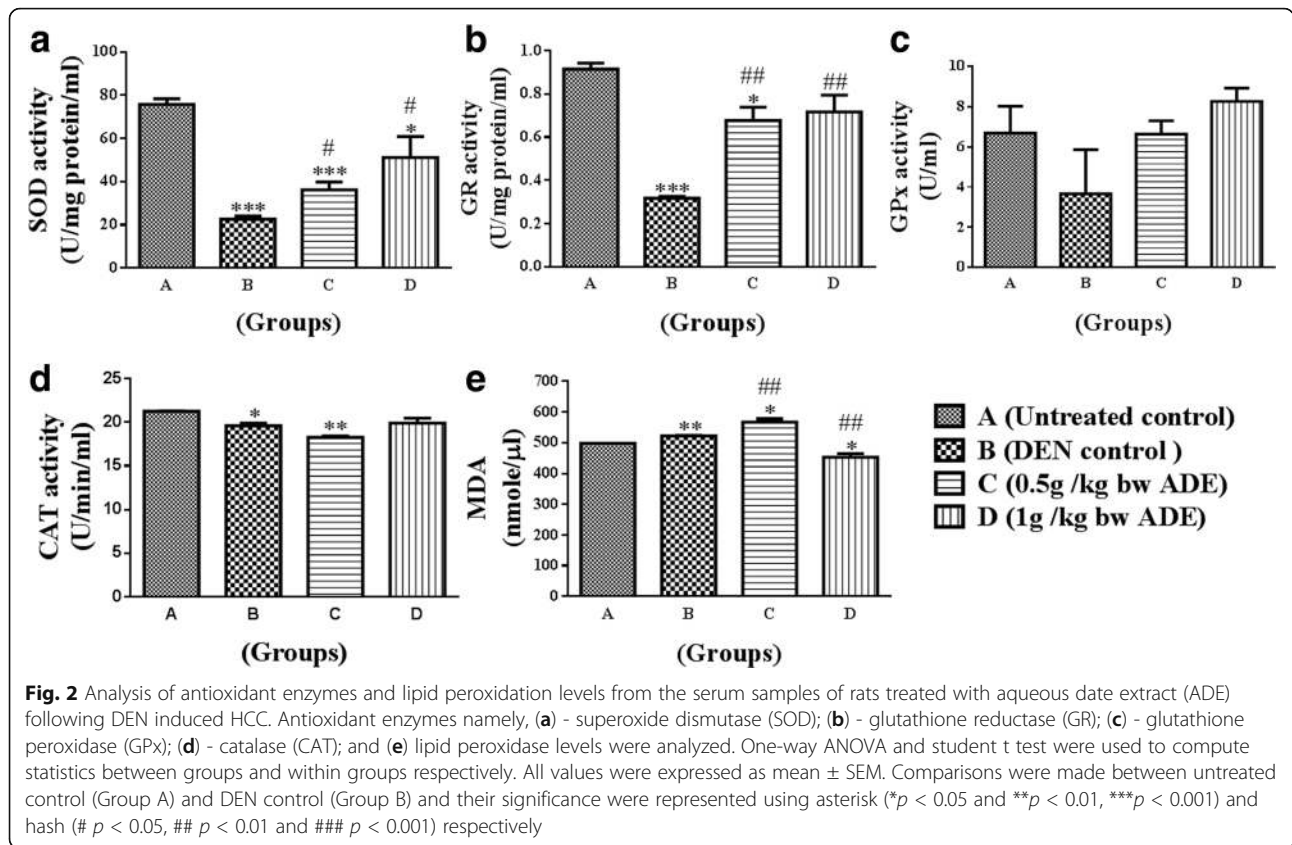 a
SOD activity
(U/mg protein/ml)
100
80
60
40
20
0
***
#
***
#
*
A B C D
(Groups)
b
GR activity
(U/mg protein/ml)
1.0
0.8
0.6
0.4
0.2
0.0
***
##
*
##
A B C D
(Groups)
c
GPx activity
(U/ml)
10
8
6
4
2
0
A B C D
(Groups)
d
CAT activity
(U/min/ml)
25
20
15
10
5
0
*
**
A B C D
(Groups)
e
MDA
(nmole/µl)
700
600
500
400
300
200
100
0
**
##
*
##
*
A B C D
(Groups)
A (Untreated control)
B (DEN control )
C (0.5g /kg bw ADE)
D (1g /kg bw ADE)
Fig. 2 Analysis of antioxidant enzymes and lipid peroxidation levels from the serum samples of rats treated with aqueous date extract (ADE)
following DEN induced HCC. Antioxidant enzymes namely, (a) - superoxide dismutase (SOD); (b) - glutathione reductase (GR); (c) - glutathione
peroxidase (GPx); (d) - catalase (CAT); and (e) lipid peroxidase levels were analyzed. One-way ANOVA and student t test were used to compute
statistics between groups and within groups respectively. All values were expressed as mean ± SEM. Comparisons were made between untreated
control (Group A) and DEN control (Group B) and their significance were represented using asterisk (*p < 0.05 and **p < 0.01, ***p < 0.001) and
hash (# p < 0.05, ## p < 0.01 and ### p < 0.001) respectively